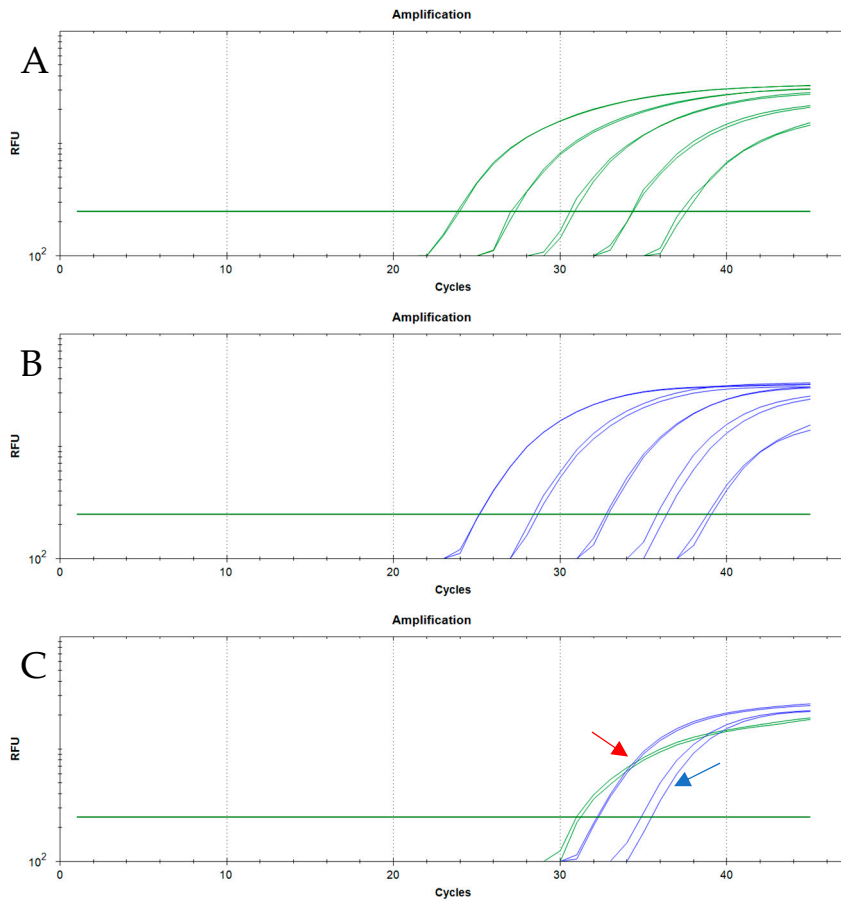 Amplification
A
RFU
10²
0 10 20 30 40
Cycles
Amplification
B
RFU
10²
0 10 20 30 40
Cycles
Amplification
C
RFU
10²
0 10 20 30 40
Cycles